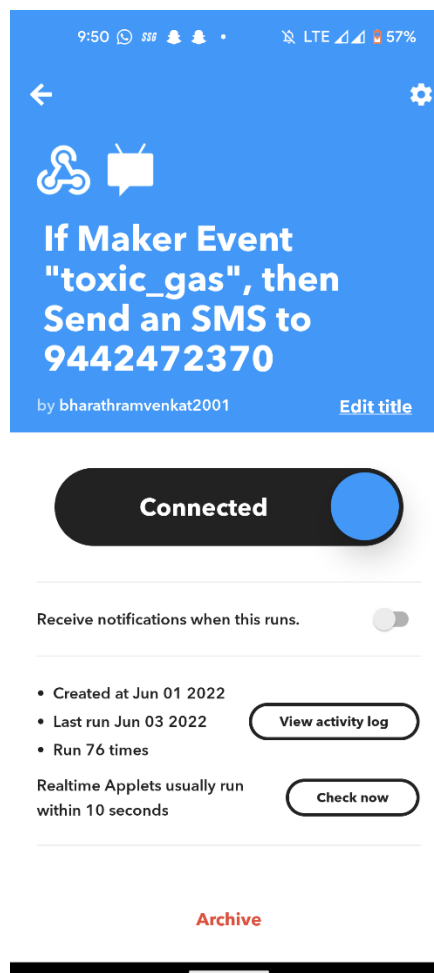 9:50 SSG • LTE 57%
If Maker Event
"toxic_gas", then
Send an SMS to
9442472370
by bharathramvenkat2001 Edit title
Connected
Receive notifications when this runs.
• Created at Jun 01 2022
• Last run Jun 03 2022
• Run 76 times
View activity log
Realtime Applets usually run
within 10 seconds
Check now
Archive